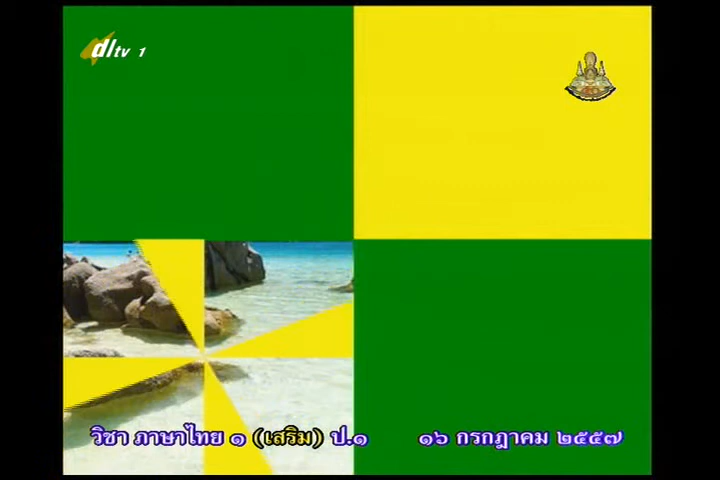 dltv 1
วิชา ภาษาไทย ๑ (เสริม) ป.๑ ๑๖ กรกฎาคม ๒๕๕๗